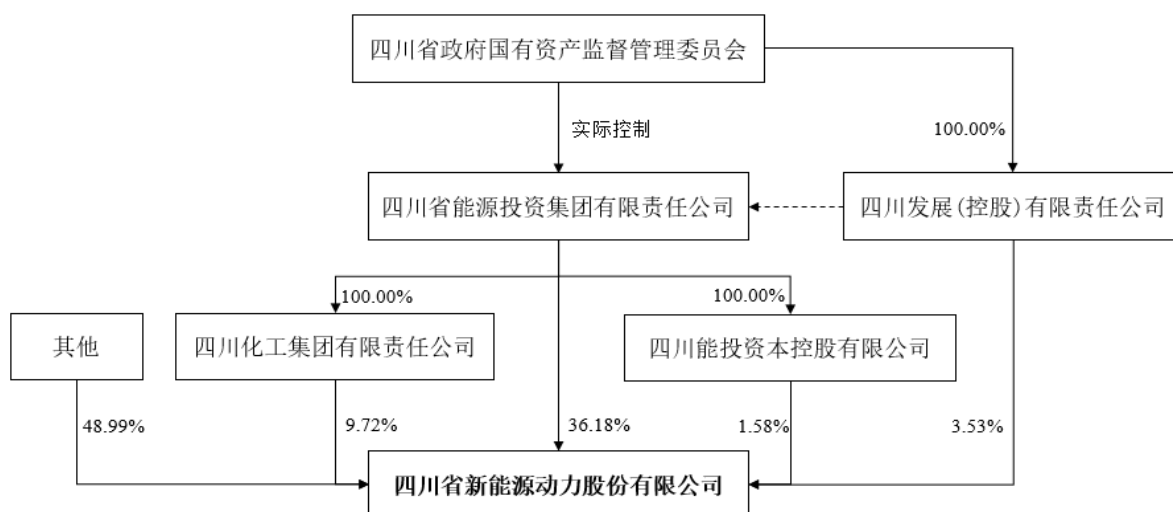 四川省政府国有资产监督管理委员会
实际控制
100.00%
四川省能源投资集团有限责任公司
四川发展(控股)有限责任公司
100.00%
100.00%
其他
四川化工集团有限责任公司
四川能投资本控股有限公司
48.99%
9.72%
36.18%
1.58%
3.53%
四川省新能源动力股份有限公司